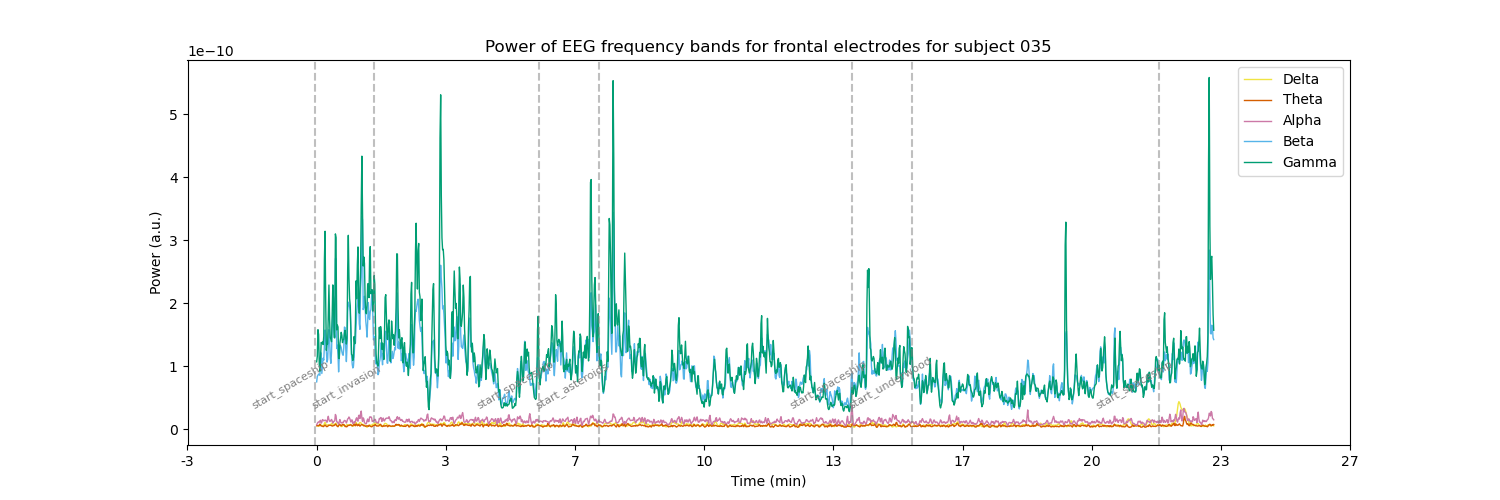 Power of EEG frequency bands for frontal electrodes for subject 035
1e−10
Delta
Theta
Alpha
Beta
Gamma
5
4
3
2
1
0
Power (a.u.)
start_spaceship
start_invasion
start_spaceship
start_asteroids
start_spaceship
start_underwood
start_spaceship
-3
0
3
7
10
13
17
20
23
27
Time (min)